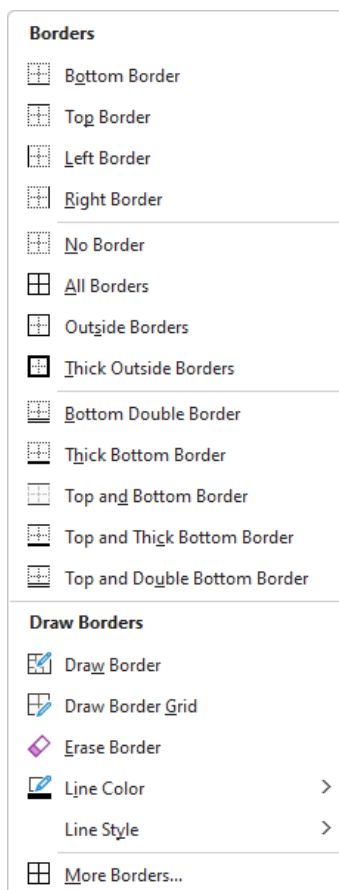 Borders
Bottom Border
Top Border
Left Border
Right Border
No Border
All Borders
Outside Borders
Thick Outside Borders
Bottom Double Border
Thick Bottom Border
Top and Bottom Border
Top and Thick Bottom Border
Top and Double Bottom Border
Draw Borders
Draw Border
Draw Border Grid
Erase Border
Line Color
Line Style
More Borders...